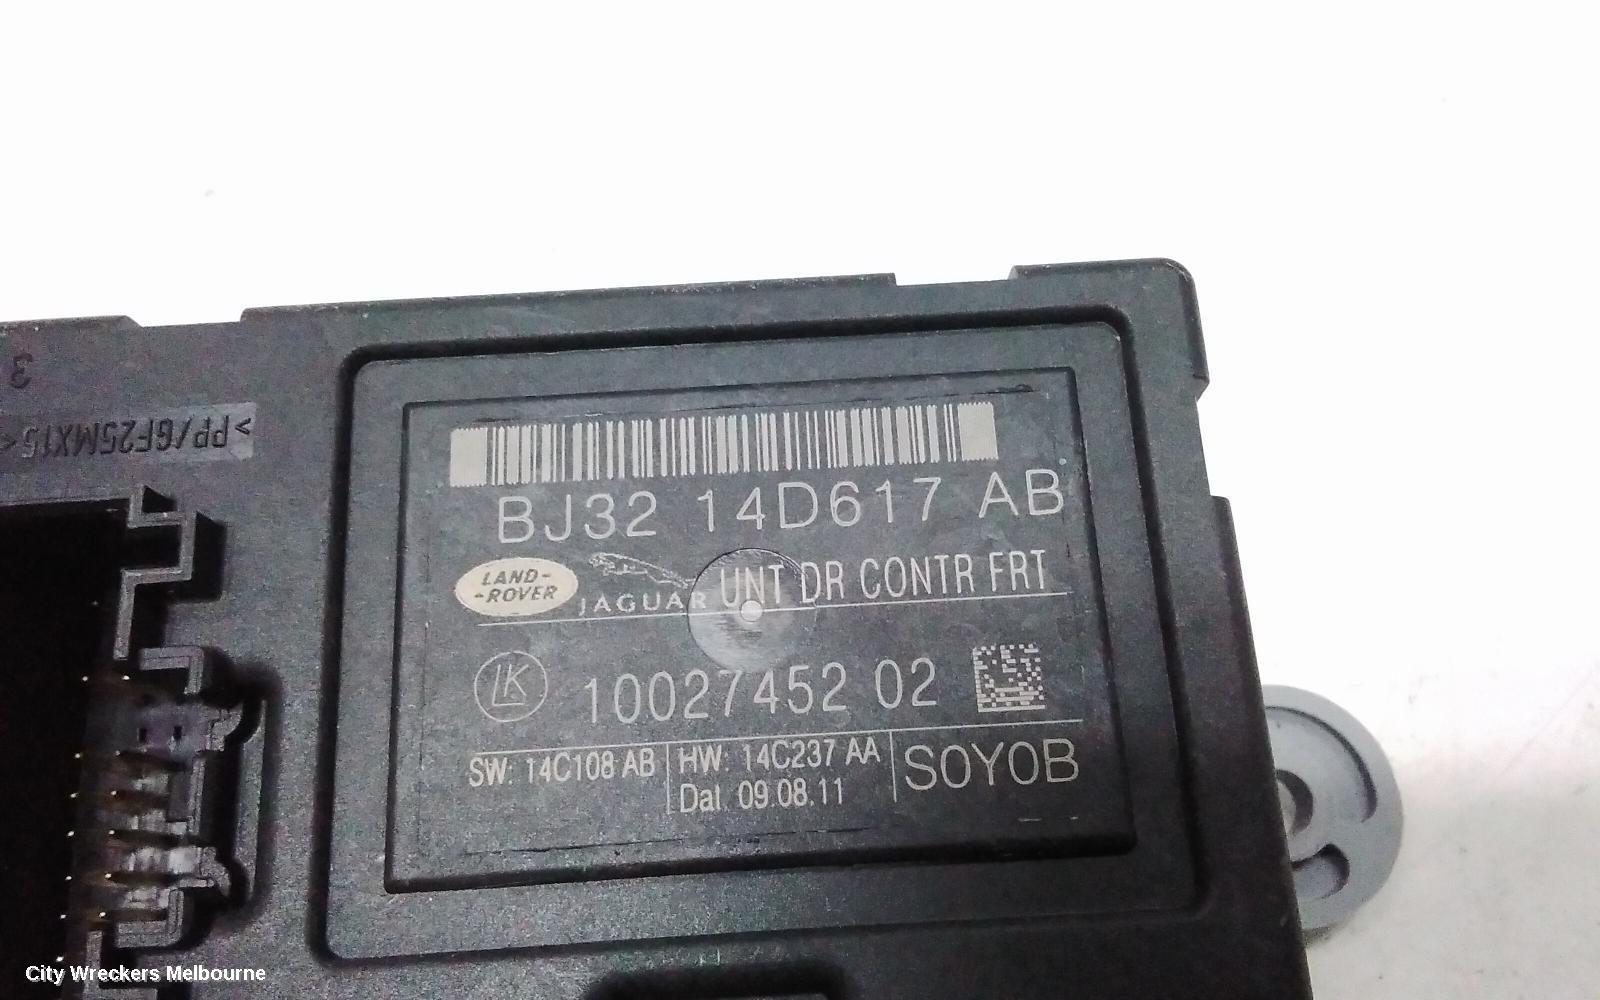 3
>PP/GF25MX15<
BJ32 14D617 AB
LAND-
-ROVER
JAGUAR UNT DR CONTR FRT
LK 10027452 02
SW: 14C108 AB HW: 14C237 AA S0Y0B
Dat. 09.08.11
City Wreckers Melbourne